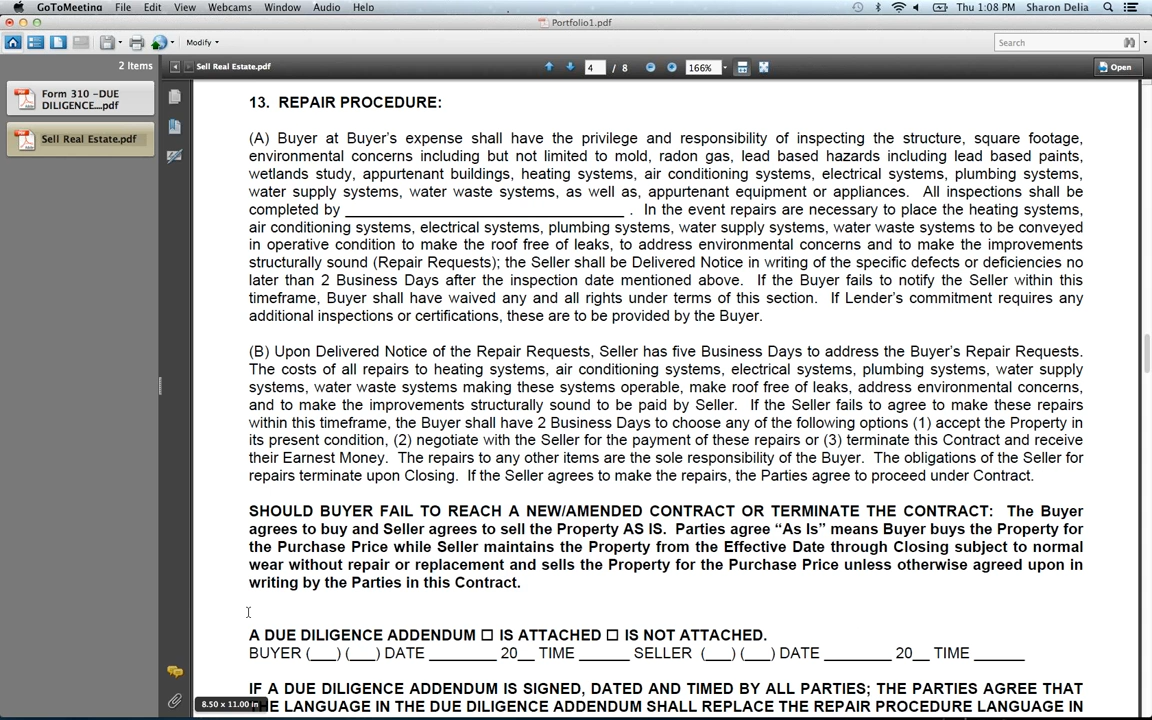 GoToMeeting File Edit View Webcams Window Audio Help Thu 1:08 PM Sharon Delia
Portfolio1.pdf
Modify Search
2 Items Sell Real Estate.pdf 4 / 8 166% Open
Form 310 -DUE
DILIGENCE....pdf
Sell Real Estate.pdf
13. REPAIR PROCEDURE:
(A) Buyer at Buyer's expense shall have the privilege and responsibility of inspecting the structure, square footage,
environmental concerns including but not limited to mold, radon gas, lead based hazards including lead based paints,
wetlands study, appurtenant buildings, heating systems, air conditioning systems, electrical systems, plumbing systems,
water supply systems, water waste systems, as well as, appurtenant equipment or appliances. All inspections shall be
completed by ______________________________ . In the event repairs are necessary to place the heating systems,
air conditioning systems, electrical systems, plumbing systems, water supply systems, water waste systems to be conveyed
in operative condition to make the roof free of leaks, to address environmental concerns and to make the improvements
structurally sound (Repair Requests); the Seller shall be Delivered Notice in writing of the specific defects or deficiencies no
later than 2 Business Days after the inspection date mentioned above. If the Buyer fails to notify the Seller within this
timeframe, Buyer shall have waived any and all rights under terms of this section. If Lender's commitment requires any
additional inspections or certifications, these are to be provided by the Buyer.
(B) Upon Delivered Notice of the Repair Requests, Seller has five Business Days to address the Buyer's Repair Requests.
The costs of all repairs to heating systems, air conditioning systems, electrical systems, plumbing systems, water supply
systems, water waste systems making these systems operable, make roof free of leaks, address environmental concerns,
and to make the improvements structurally sound to be paid by Seller. If the Seller fails to agree to make these repairs
within this timeframe, the Buyer shall have 2 Business Days to choose any of the following options (1) accept the Property in
its present condition, (2) negotiate with the Seller for the payment of these repairs or (3) terminate this Contract and receive
their Earnest Money. The repairs to any other items are the sole responsibility of the Buyer. The obligations of the Seller for
repairs terminate upon Closing. If the Seller agrees to make the repairs, the Parties agree to proceed under Contract.
SHOULD BUYER FAIL TO REACH A NEW/AMENDED CONTRACT OR TERMINATE THE CONTRACT: The Buyer
agrees to buy and Seller agrees to sell the Property AS IS. Parties agree “As Is” means Buyer buys the Property for
the Purchase Price while Seller maintains the Property from the Effective Date through Closing subject to normal
wear without repair or replacement and sells the Property for the Purchase Price unless otherwise agreed upon in
writing by the Parties in this Contract.
A DUE DILIGENCE ADDENDUM ☐ IS ATTACHED ☐ IS NOT ATTACHED.
BUYER (___) (___) DATE ________ 20__ TIME ______ SELLER (___) (___) DATE ________ 20__ TIME ______
IF A DUE DILIGENCE ADDENDUM IS SIGNED, DATED AND TIMED BY ALL PARTIES; THE PARTIES AGREE THAT
THE LANGUAGE IN THE DUE DILIGENCE ADDENDUM SHALL REPLACE THE REPAIR PROCEDURE LANGUAGE IN
8.50 x 11.00 in